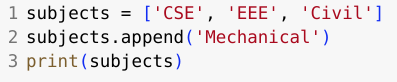 1 subjects = ['CSE', 'EEE', 'Civil']
2 subjects.append('Mechanical')
3 print(subjects)